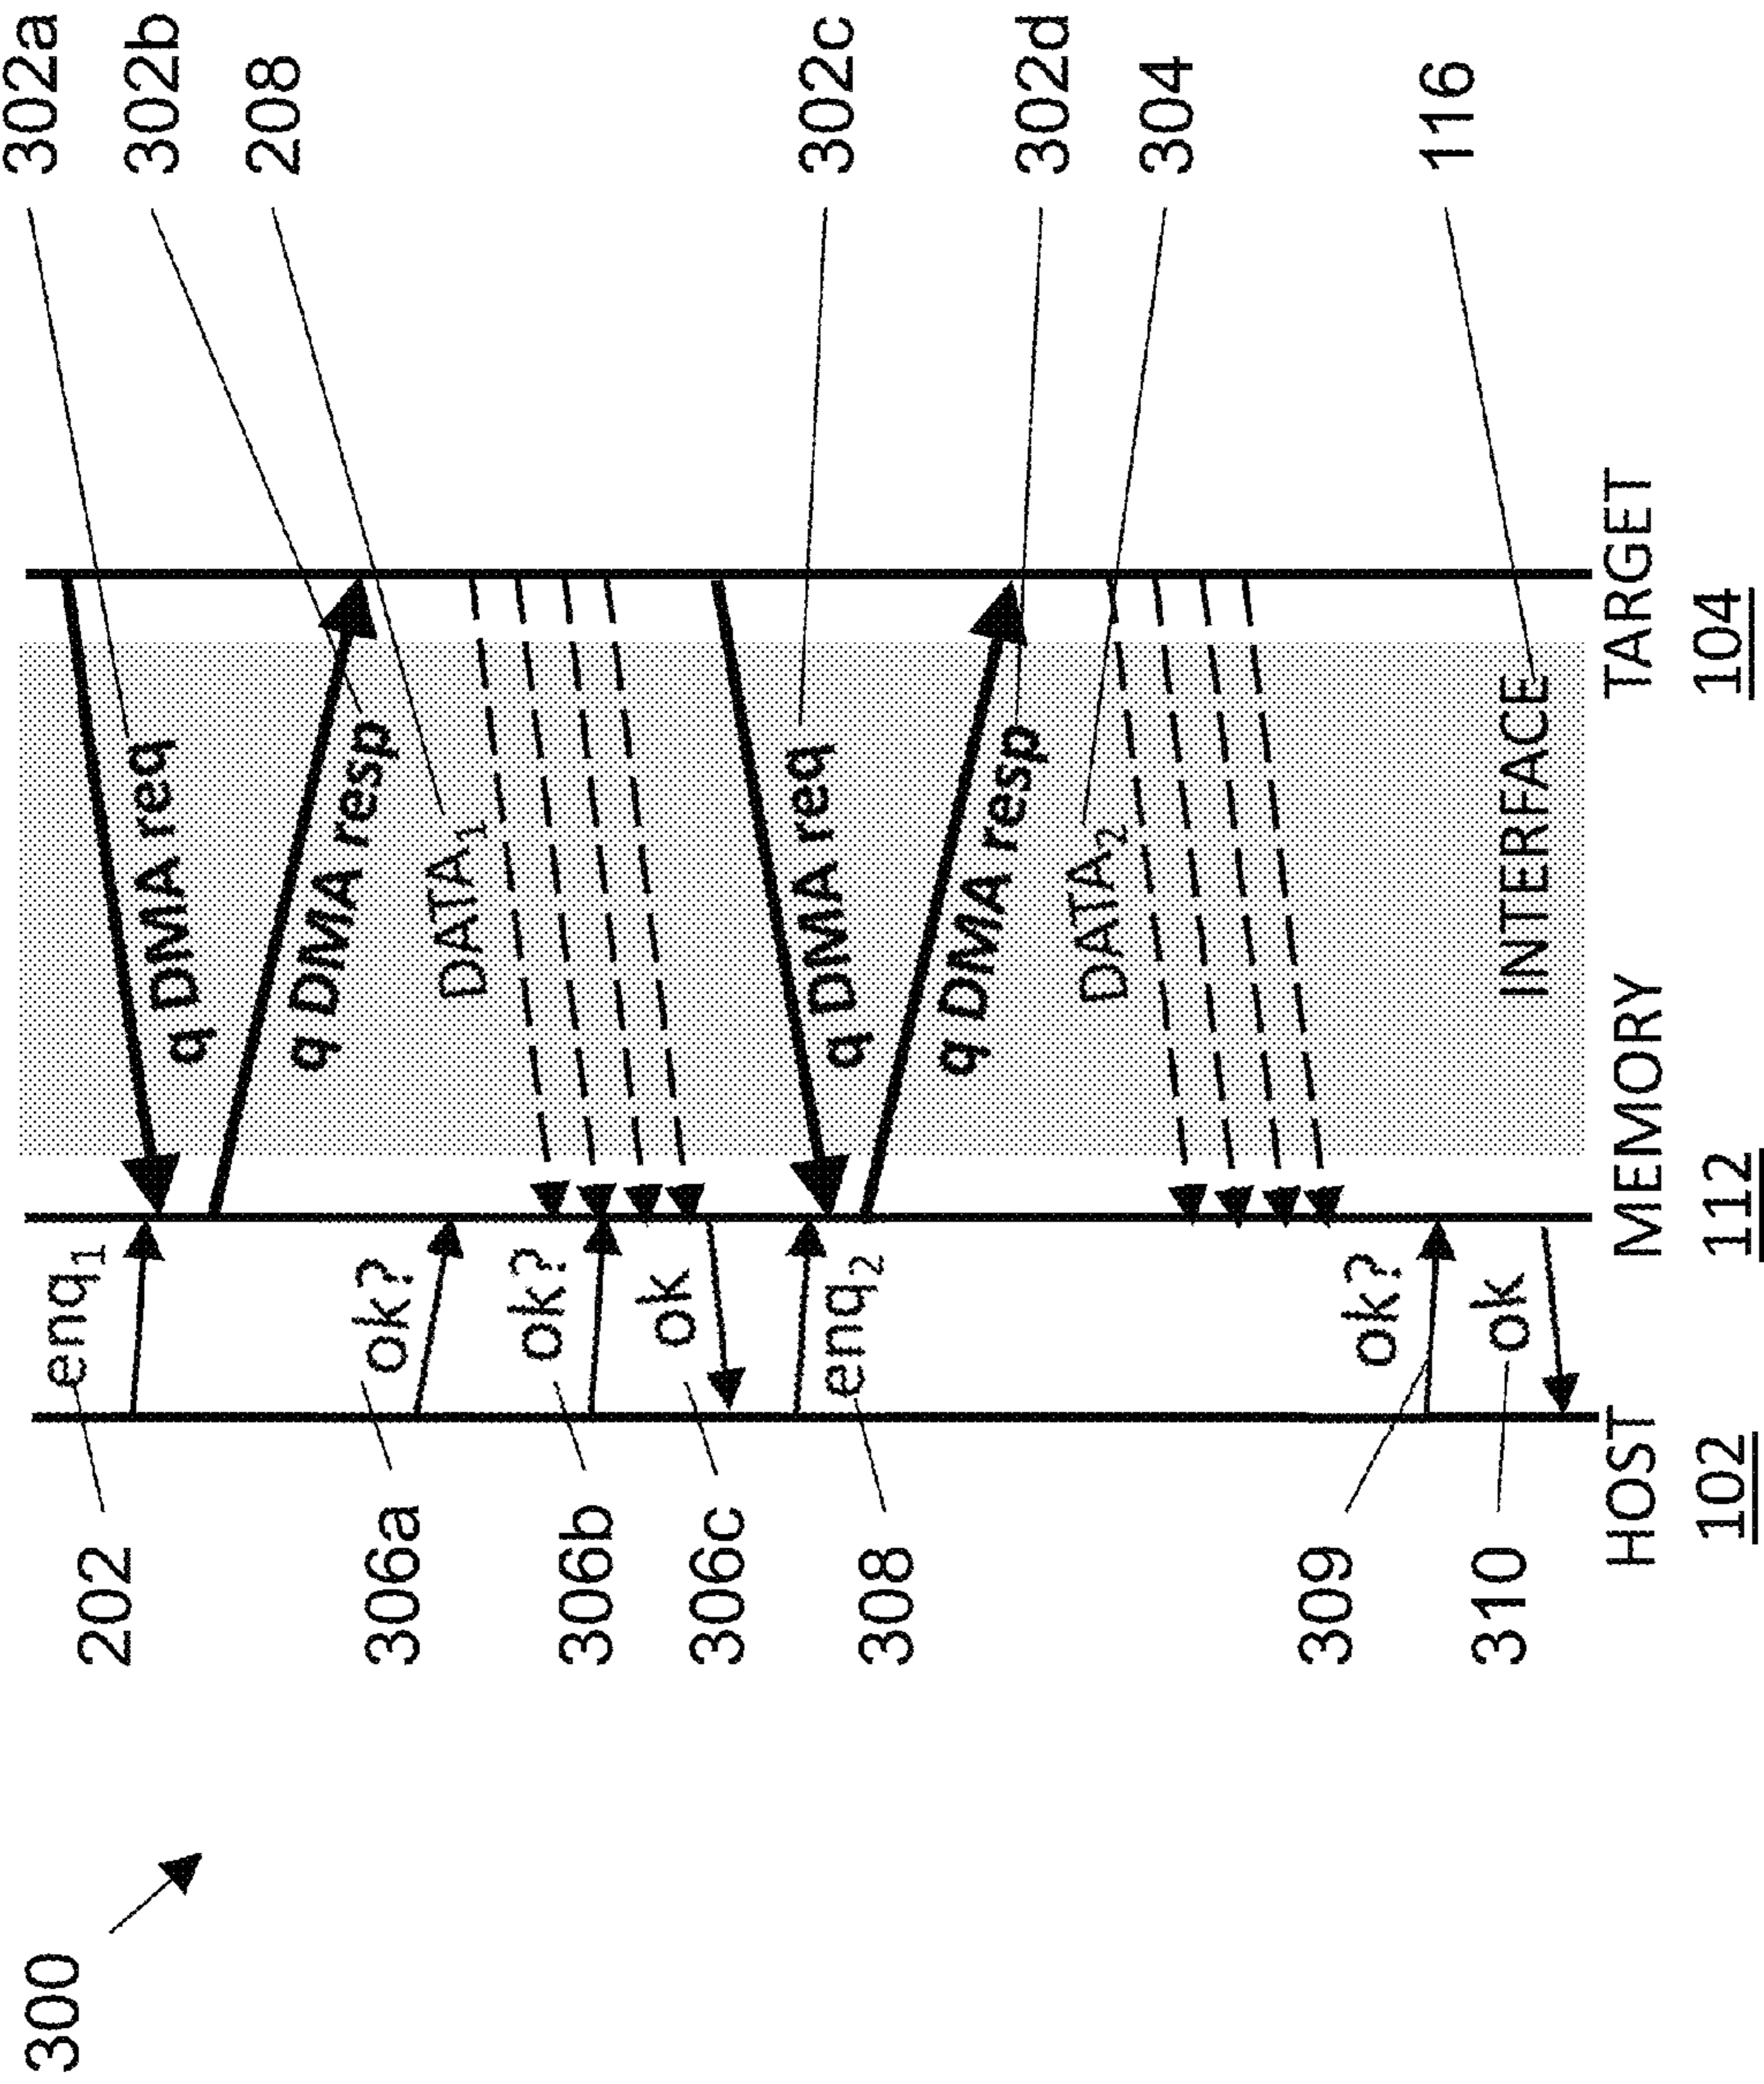 300
202
306a
306b
306c
308
309
310
enq₁
ok?
ok?
ok
enq₂
ok?
ok
q DMA req
q DMA resp
DATA₁
q DMA req
q DMA resp
DATA₂
INTERFACE
302a
302b
208
302c
302d
304
116
HOST
102
MEMORY
112
TARGET
104